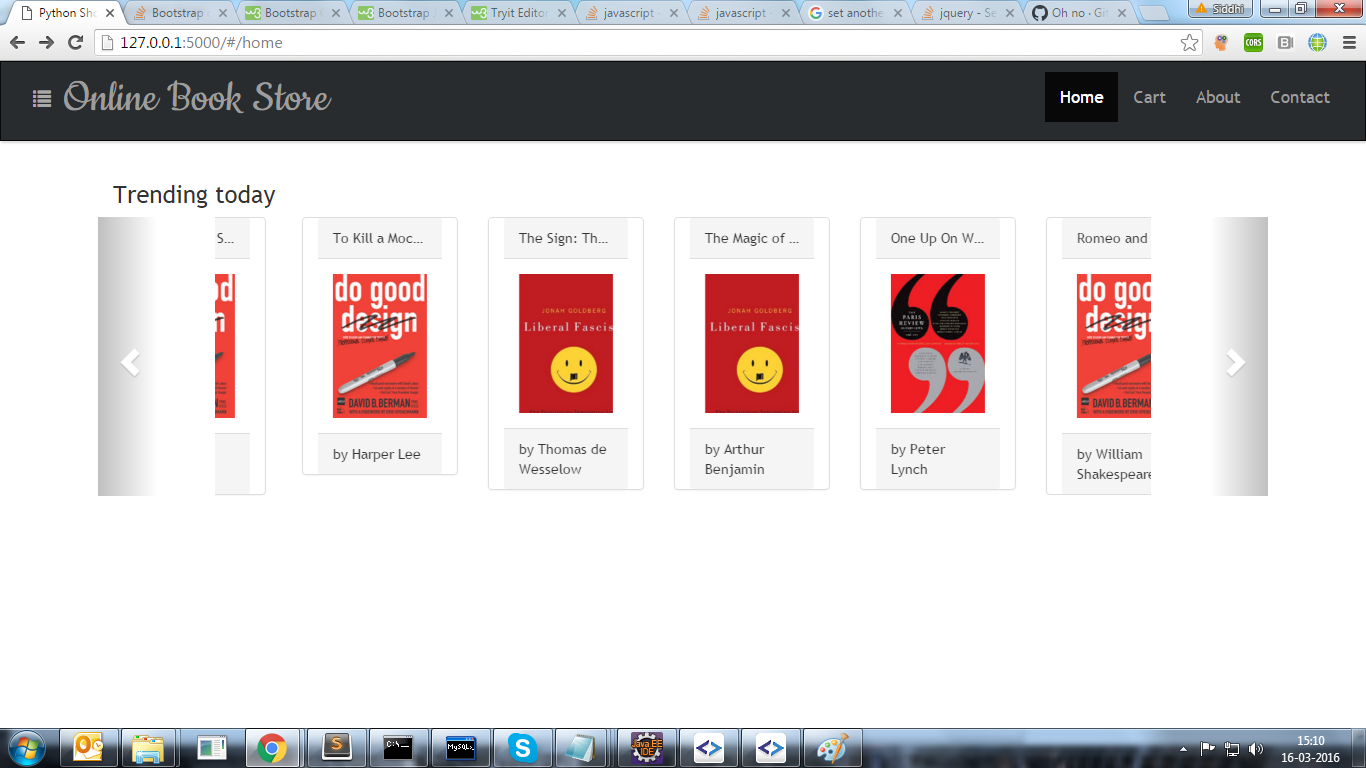 Python Sho
Bootstrap
Bootstrap
Bootstrap
Tryit Editor
javascript
javascript
set anothe
jquery - Se
Oh no · Git
Siddhi
127.0.0.1:5000/#/home
CORS
Online Book Store
Home
Cart
About
Contact
Trending today
S...
To Kill a Moc...
The Sign: Th...
The Magic of ...
One Up On W...
Romeo and
do good
design
DAVID B. BERMAN
JONAH GOLDBERG
Liberal Fascis
JONAH GOLDBERG
Liberal Fascis
THE
PARIS
REVIEW
do good
design
DAVID B. BERM
by Harper Lee
by Thomas de
Wesselow
by Arthur
Benjamin
by Peter
Lynch
by William
Shakespeare
C:\
MySQL
Java EE
IDE
15:10
16-03-2016